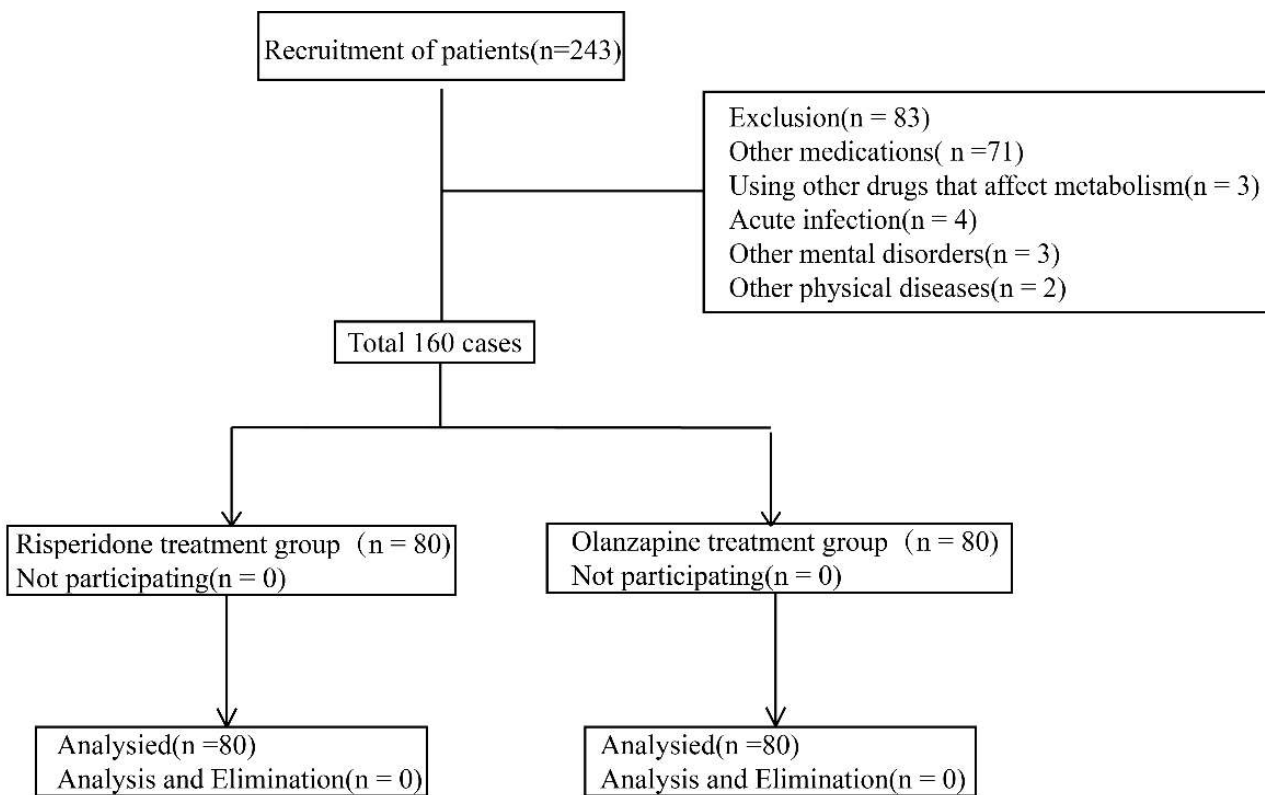 Recruitment of patients(n=243)
Exclusion(n = 83)
Other medications( n =71)
Using other drugs that affect metabolism(n = 3)
Acute infection(n = 4)
Other mental disorders(n = 3)
Other physical diseases(n = 2)
Total 160 cases
Risperidone treatment group（n = 80)
Not participating(n = 0)
Olanzapine treatment group（n = 80)
Not participating(n = 0)
Analysied(n =80)
Analysis and Elimination(n = 0)
Analysied(n =80)
Analysis and Elimination(n = 0)